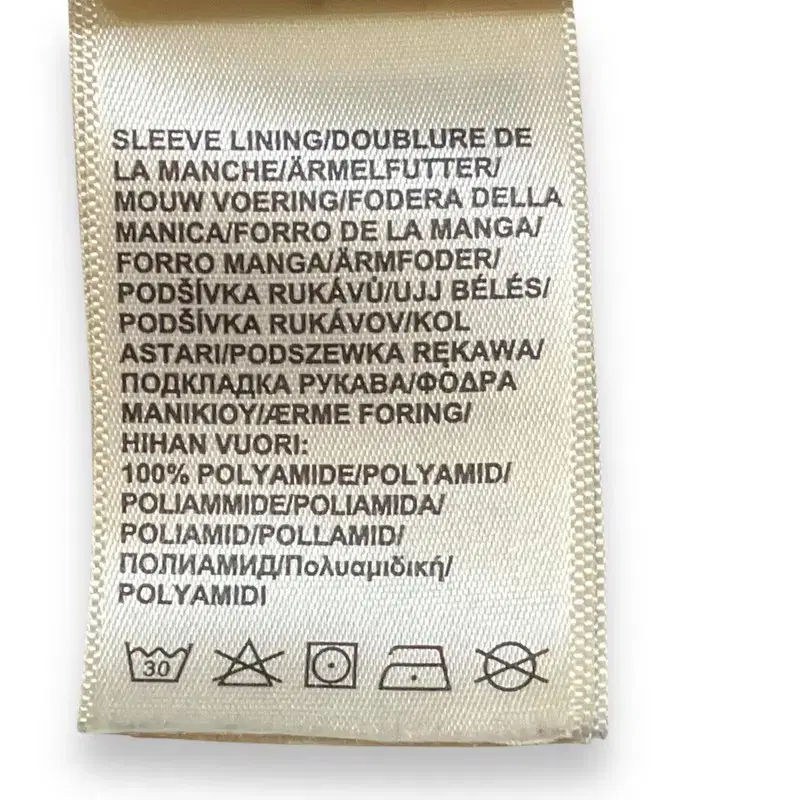 SLEEVE LINING/DOUBLURE DE
LA MANCHE/ÄRMELFUTTER/
MOUW VOERING/FODERA DELLA
MANICA/FORRO DE LA MANGA/
FORRO MANGA/ÄRMFODER/
PODŠÍVKA RUKÁVŮ/UJJ BÉLÉS/
PODŠÍVKA RUKÁVOV/KOL
ASTARI/PODSZEWKA RĘKAWA/
ПОДКЛАДКА РУКАВА/ΦΟΔΡΑ
ΜΑΝΙΚΙΟΥ/ÆRME FORING/
HIHAN VUORI:
100% POLYAMIDE/POLYAMID/
POLIAMMIDE/POLIAMIDA/
POLIAMID/POLLAMID/
ПОЛИАМИД/Πολυαμιδική/
POLYAMIDI
30